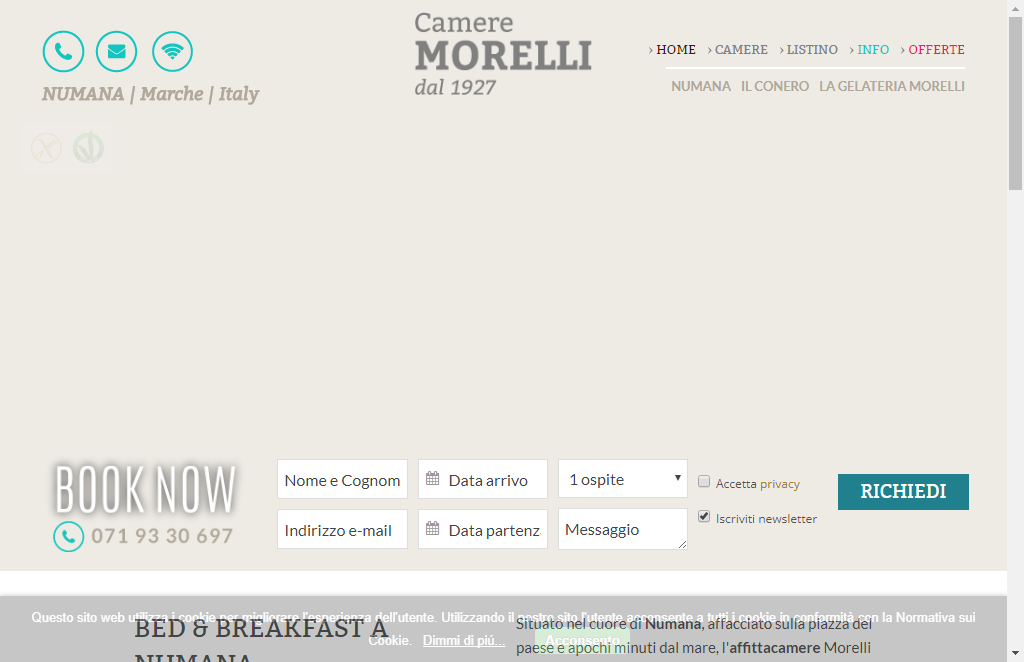 Camere
MORELLI
dal 1927
NUMANA | Marche | Italy
› HOME › CAMERE › LISTINO › INFO › OFFERTE
NUMANA IL CONERO LA GELATERIA MORELLI
BOOK NOW
071 93 30 697
Nome e Cognom
Data arrivo
1 ospite
Accetta privacy
Indirizzo e-mail
Data partenz
Messaggio
Iscriviti newsletter
RICHIEDI
Questo sito web utilizza i cookie per migliorare l'esperienza dell'utente. Utilizzando il nostro sito l'utente acconsente a tutti i cookie in conformità con la Normativa sui
Cookie. Dimmi di piú... Acconsento
BED & BREAKFAST A
NUMANA
Situato nel cuore di Numana, affacciato sulla piazza del
paese e apochi minuti dal mare, l'affittacamere Morelli